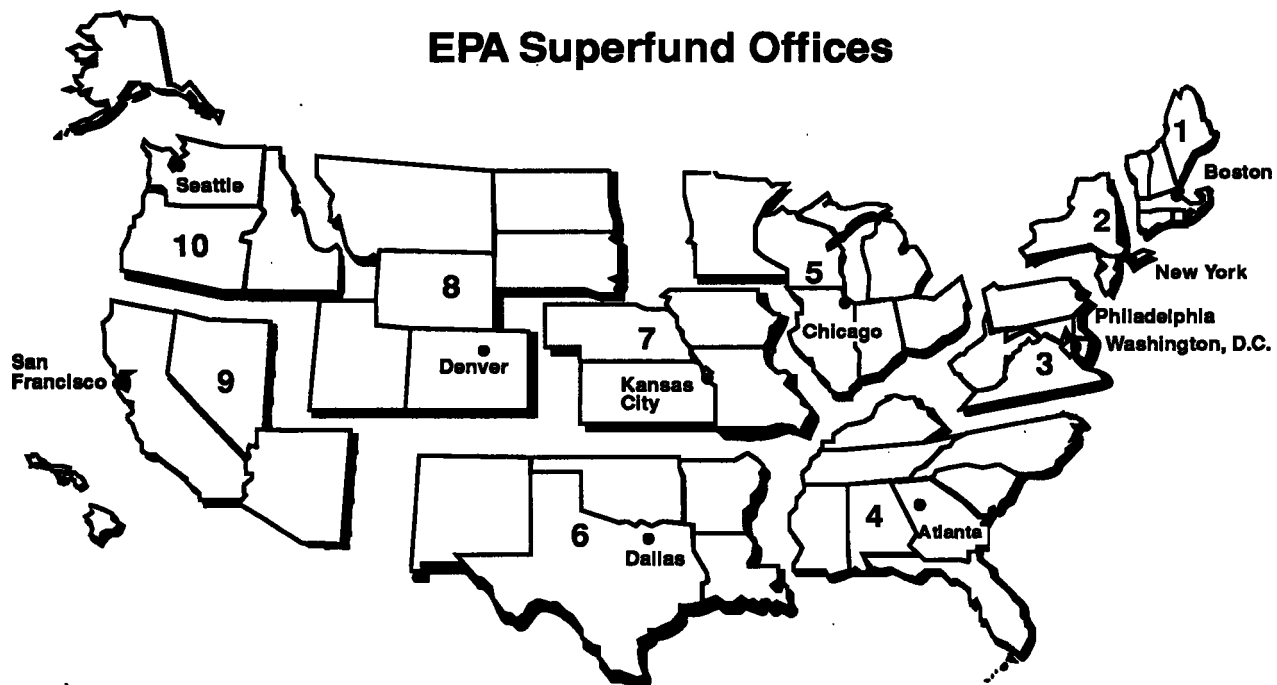 EPA Superfund Offices
1
Boston
Seattle
2
10
New York
8
5
Chicago
Philadelphia
Washington, D.C.
7
3
San
Francisco
9
Denver
Kansas
City
6
Dallas
4
Atlanta